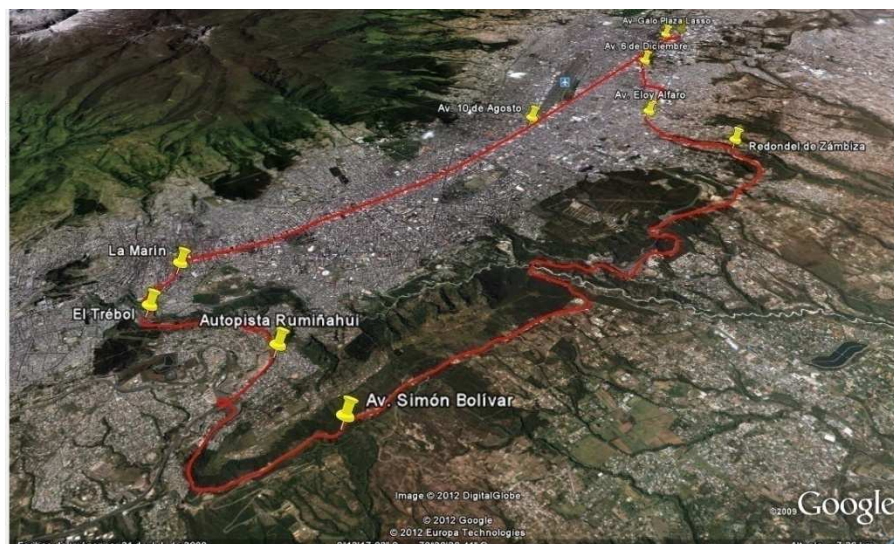 Av. Galo Plaza Lasso
Av. 6 de Diciembre
Av. Eloy Alfaro
Av. 10 de Agosto
Redondel de Zámbiza
La Marín
El Trébol
Autopista Rumiñahui
Av. Simón Bolívar
Image © 2012 DigitalGlobe
© 2012 Google
© 2012 Europa Technologies
©2009 Google